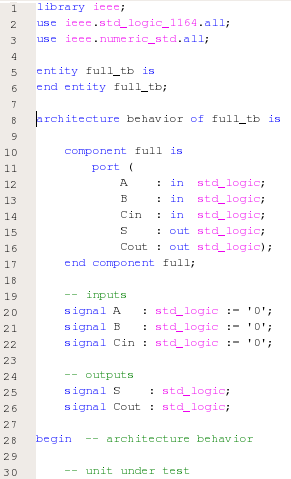 1 library ieee;
2 use ieee.std_logic_1164.all;
3 use ieee.numeric_std.all;
4
5 entity full_tb is
6 end entity full_tb;
7
8 architecture behavior of full_tb is
9
10 component full is
11 port (
12 A : in std_logic;
13 B : in std_logic;
14 Cin : in std_logic;
15 S : out std_logic;
16 Cout : out std_logic);
17 end component full;
18
19 -- inputs
20 signal A : std_logic := '0';
21 signal B : std_logic := '0';
22 signal Cin : std_logic := '0';
23
24 -- outputs
25 signal S : std_logic;
26 signal Cout : std_logic;
27
28 begin -- architecture behavior
29
30 -- unit under test